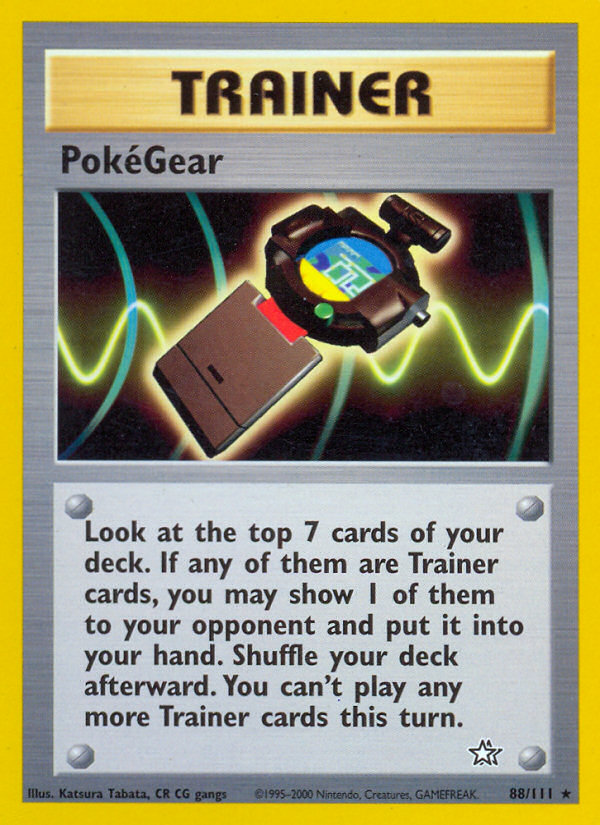 TRAINER
PokéGear
Look at the top 7 cards of your
deck. If any of them are Trainer
cards, you may show 1 of them
to your opponent and put it into
your hand. Shuffle your deck
afterward. You can't play any
more Trainer cards this turn.
Illus. Katsura Tabata, CR CG gangs ©1995-2000 Nintendo, Creatures, GAMEFREAK. 88/111 ★